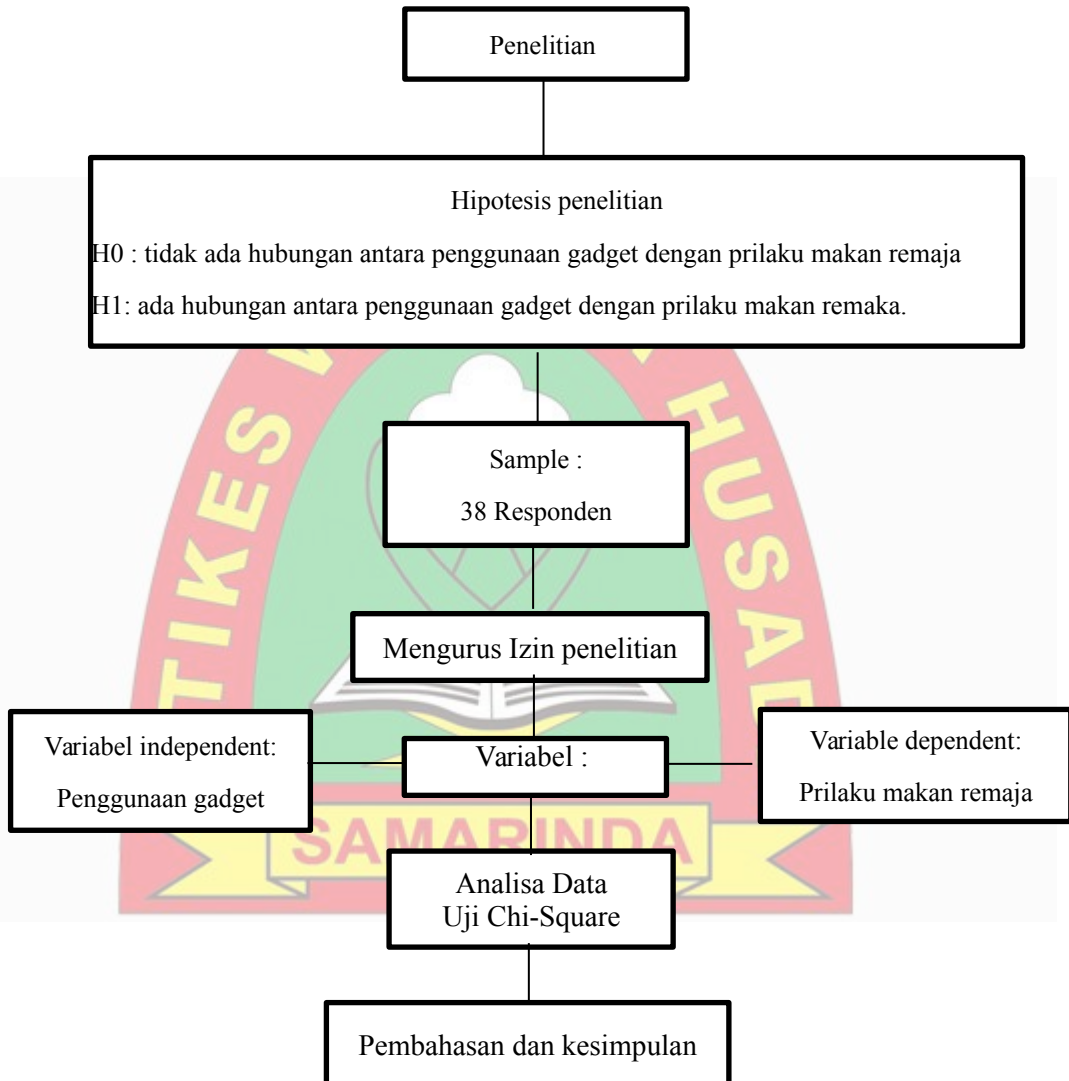 Penelitian
Hipotesis penelitian
H0 : tidak ada hubungan antara penggunaan gadget dengan prilaku makan remaja
H1: ada hubungan antara penggunaan gadget dengan prilaku makan remaka.
Sample :
38 Responden
Mengurus Izin penelitian
Variabel independent:
Penggunaan gadget
Variabel :
Variable dependent:
Prilaku makan remaja
Analisa Data
Uji Chi-Square
Pembahasan dan kesimpulan
HUSAD
SAMARINDA